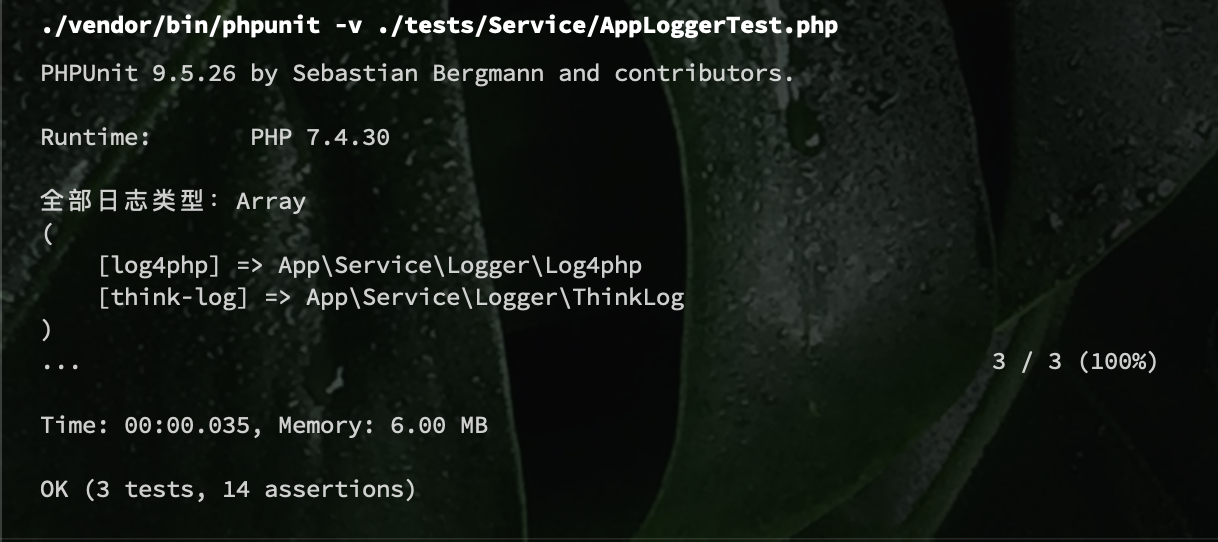 ./vendor/bin/phpunit -v ./tests/Service/AppLoggerTest.php
PHPUnit 9.5.26 by Sebastian Bergmann and contributors.
Runtime:       PHP 7.4.30
全部日志类型: Array
(
    [log4php] => App\Service\Logger\Log4php
    [think-log] => App\Service\Logger\ThinkLog
)
...                                                                 3 / 3 (100%)
Time: 00:00.035, Memory: 6.00 MB
OK (3 tests, 14 assertions)